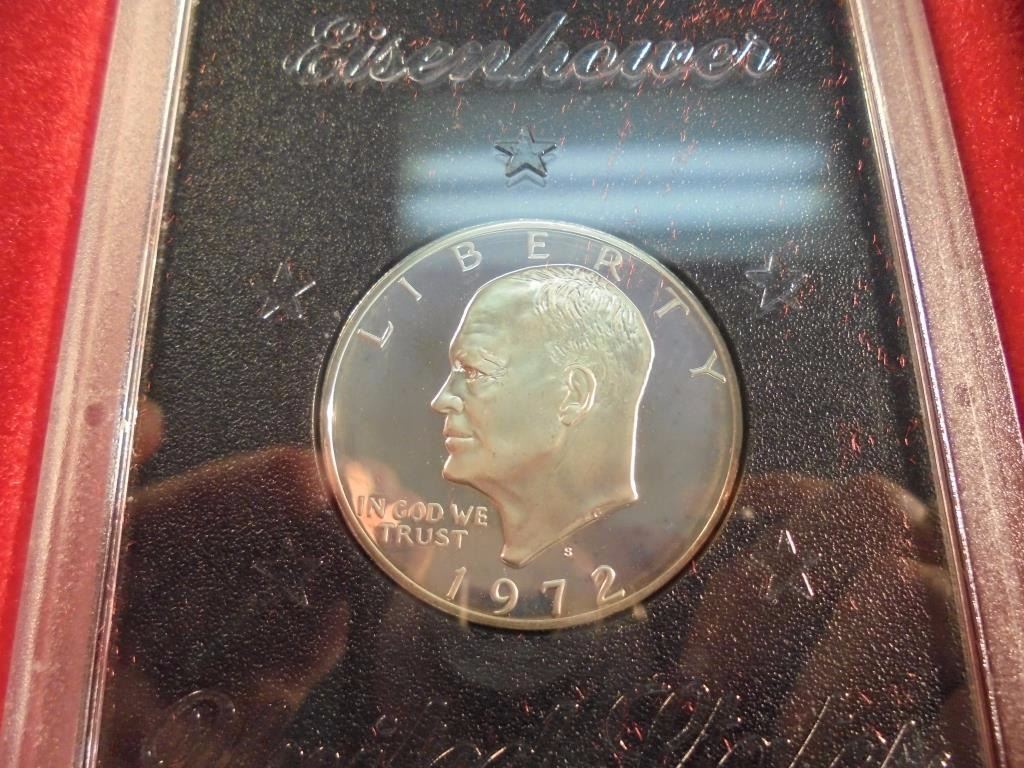 Eisenhower
LIBERTY
IN GOD WE
TRUST
S
1972